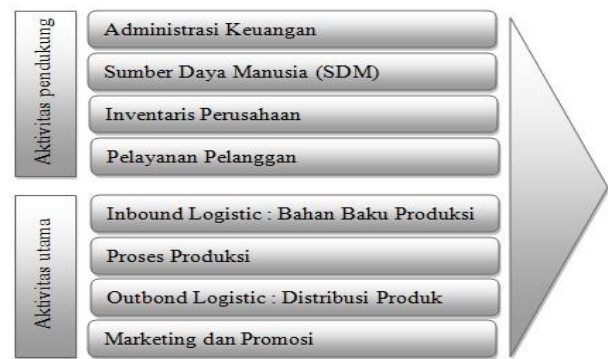 Aktivitas pendukung
Administrasi Keuangan
Sumber Daya Manusia (SDM)
Inventaris Perusahaan
Pelayanan Pelanggan
Aktivitas utama
Inbound Logistic : Bahan Baku Produksi
Proses Produksi
Outbond Logistic : Distribusi Produk
Marketing dan Promosi